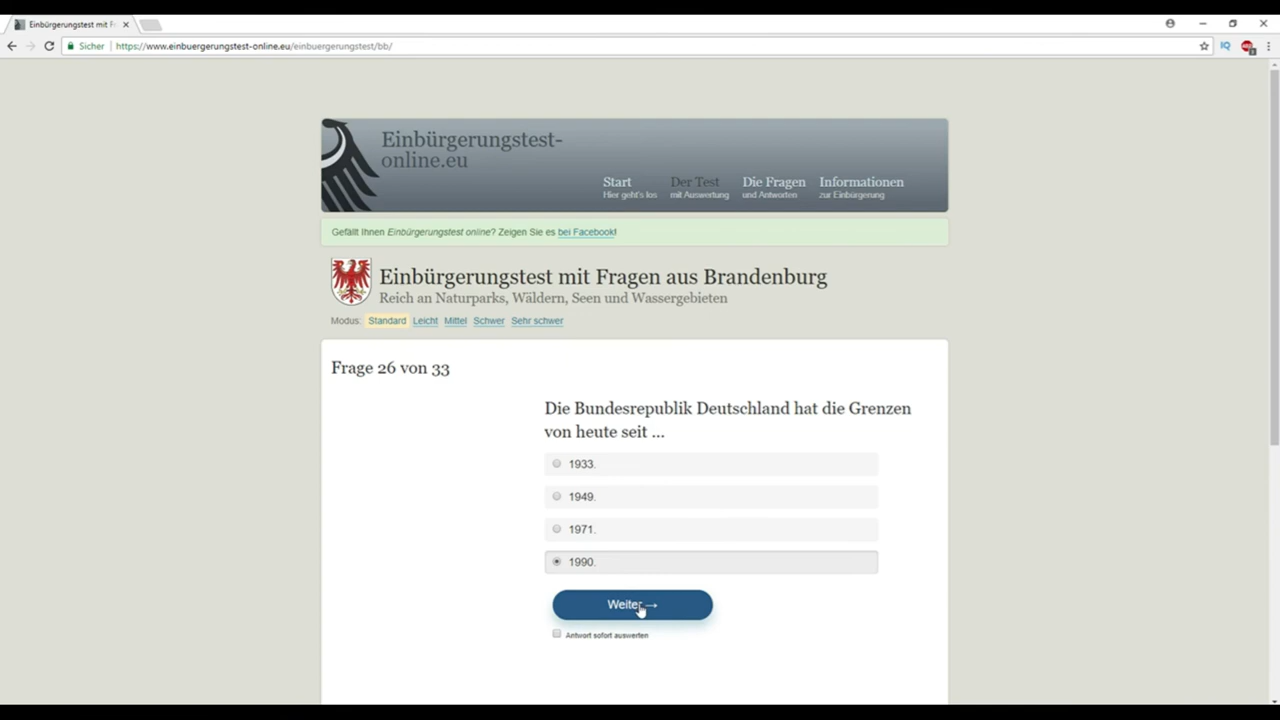 Einbürgerungstest mit F
Sicher
https://www.einbuergerungstest-online.eu/einbuergerungstest/bb/
Einbürgerungstest-
online.eu
Start
Der Test
Die Fragen
Informationen
Hier geht's los
mit Auswertung
und Antworten
zur Einbürgerung
Gefällt Ihnen Einbürgerungstest online? Zeigen Sie es bei Facebook!
Einbürgerungstest mit Fragen aus Brandenburg
Reich an Naturparks, Wäldern, Seen und Wassergebieten
Modus: Standard Leicht Mittel Schwer Sehr schwer
Frage 26 von 33
Die Bundesrepublik Deutschland hat die Grenzen
von heute seit ...
1933.
1949.
1971.
1990.
Weiter →
Antwort sofort auswerten